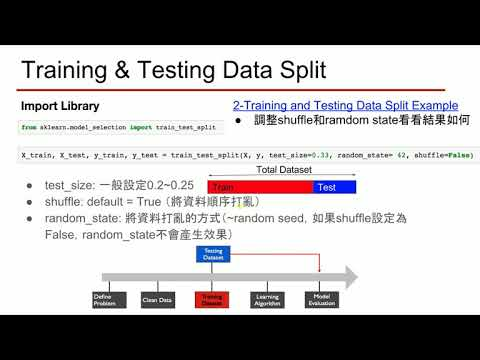 Training & Testing Data Split
Import Library
from sklearn.model_selection import train_test_split
2-Training and Testing Data Split Example
● 調整shuffle和ramdom state看看結果如何
X_train, X_test, y_train, y_test = train_test_split(X, y, test_size=0.33, random_state= 42, shuffle=False)
Total Dataset
Train
Test
● test_size: 一般設定0.2~0.25
● shuffle: default = True (將資料順序打亂)
● random_state: 將資料打亂的方式(~random seed，如果shuffle設定為
False，random_state不會產生效果)
Testing
Dataset
Define
Problem
Clean Data
Training
Dataset
Learning
Algorithm
Model
Evaluation